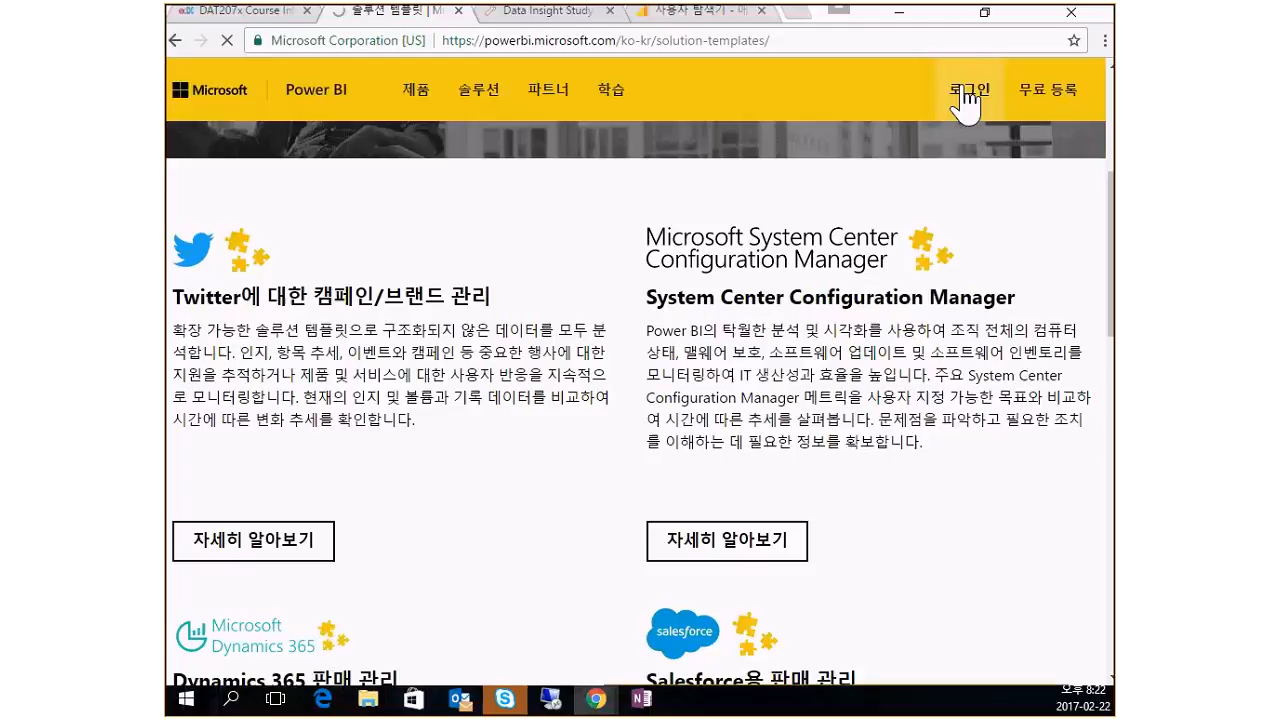 DAT207x Course In
솔루션 템플릿 | M
Data Insight Study
사용자 탐색기 - 매
Microsoft Corporation [US]
https://powerbi.microsoft.com/ko-kr/solution-templates/
Microsoft
Power BI
제품
솔루션
파트너
학습
로그인
무료 등록
Microsoft System Center
Configuration Manager
Twitter에 대한 캠페인/브랜드 관리
확장 가능한 솔루션 템플릿으로 구조화되지 않은 데이터를 모두 분
석합니다. 인지, 항목 추세, 이벤트와 캠페인 등 중요한 행사에 대한
지원을 추적하거나 제품 및 서비스에 대한 사용자 반응을 지속적으
로 모니터링합니다. 현재의 인지 및 볼륨과 기록 데이터를 비교하여
시간에 따른 변화 추세를 확인합니다.
자세히 알아보기
System Center Configuration Manager
Power BI의 탁월한 분석 및 시각화를 사용하여 조직 전체의 컴퓨터
상태, 맬웨어 보호, 소프트웨어 업데이트 및 소프트웨어 인벤토리를
모니터링하여 IT 생산성과 효율을 높입니다. 주요 System Center
Configuration Manager 메트릭을 사용자 지정 가능한 목표와 비교하
여 시간에 따른 추세를 살펴봅니다. 문제점을 파악하고 필요한 조치
를 이해하는 데 필요한 정보를 확보합니다.
자세히 알아보기
Microsoft
Dynamics 365
Dynamics 365 판매 관리
salesforce
Salesforce용 판매 관리
오후 8:22
2017-02-22